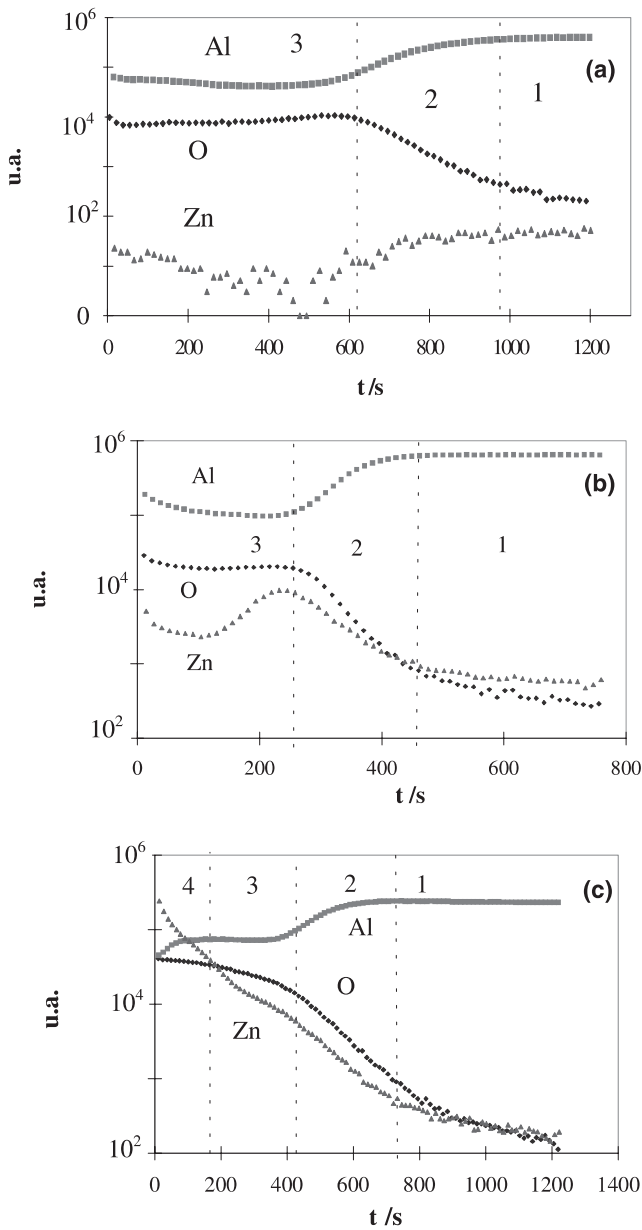 10⁶
Al 3
(a)
2 1
10⁴
O
u.a.
Zn
10²
0
0 200 400 600 800 1000 1200
t /s
10⁶
Al
(b)
3 2 1
10⁴
O
u.a.
Zn
10²
0 200 400 600 800
t /s
10⁶
4 3 2 1
(c)
Al
O
10⁴
Zn
u.a.
10²
0 200 400 600 800 1000 1200 1400
t /s